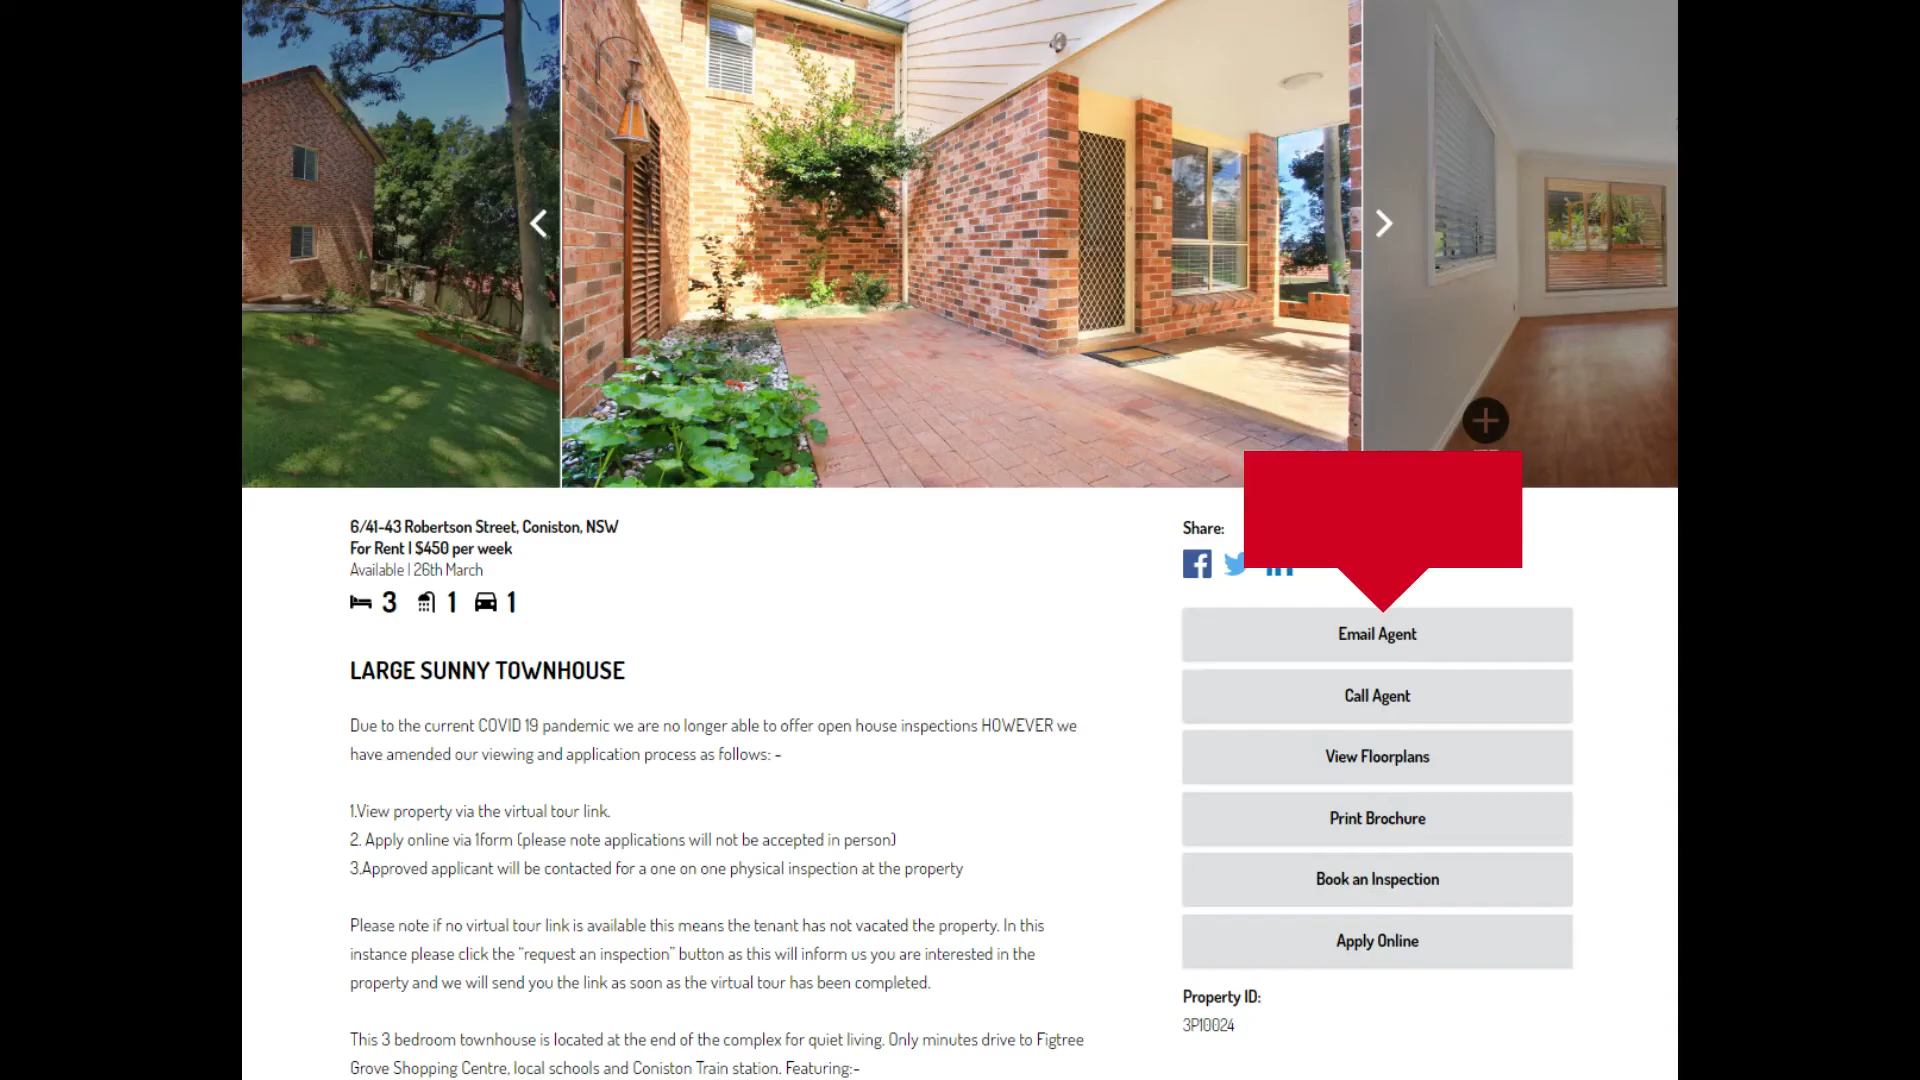 6/41-43 Robertson Street, Coniston, NSW
For Rent | $450 per week
Available | 26th March
3 1 1
LARGE SUNNY TOWNHOUSE
Due to the current COVID 19 pandemic we are no longer able to offer open house inspections HOWEVER we
have amended our viewing and application process as follows: -
1.View property via the virtual tour link.
2. Apply online via 1form (please note applications will not be accepted in person)
3.Approved applicant will be contacted for a one on one physical inspection at the property
Please note if no virtual tour link is available this means the tenant has not vacated the property. In this
instance please click the “request an inspection” button as this will inform us you are interested in the
property and we will send you the link as soon as the virtual tour has been completed.
This 3 bedroom townhouse is located at the end of the complex for quiet living. Only minutes drive to Figtree
Grove Shopping Centre, local schools and Coniston Train station. Featuring:-
Share:
Email Agent
Call Agent
View Floorplans
Print Brochure
Book an Inspection
Apply Online
Property ID:
3P10024